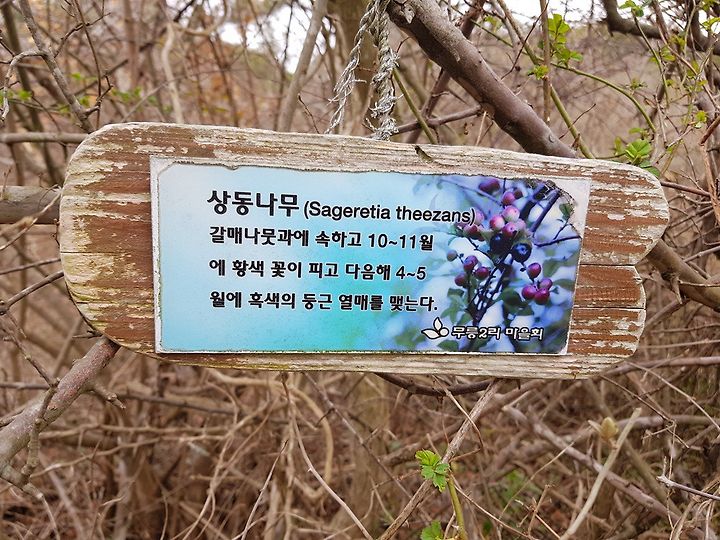 상동나무 (Sageretia theezans)
갈매나뭇과에 속하고 10~11월
에 황색 꽃이 피고 다음해 4~5
월에 흑색의 둥근 열매를 맺는다.
무릉2리 마을회